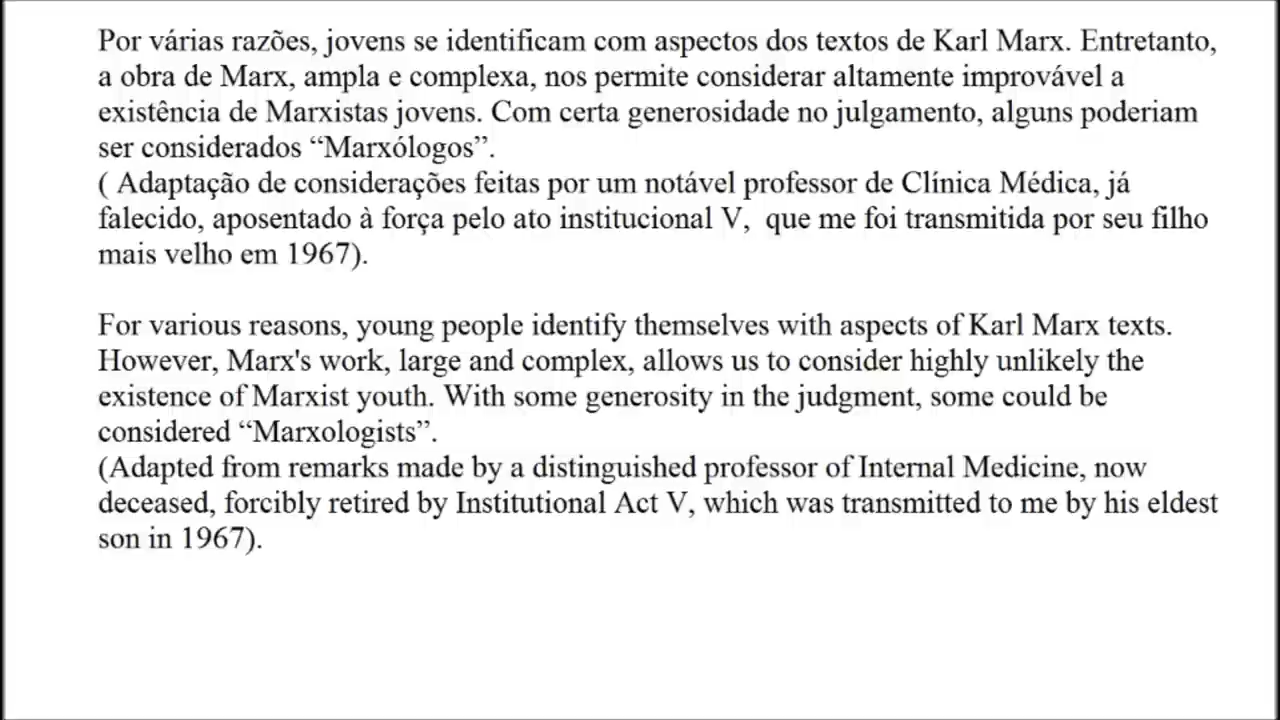 Por várias razões, jovens se identificam com aspectos dos textos de Karl Marx. Entretanto,
a obra de Marx, ampla e complexa, nos permite considerar altamente improvável a
existência de Marxistas jovens. Com certa generosidade no julgamento, alguns poderiam
ser considerados “Marxólogos”.
( Adaptação de considerações feitas por um notável professor de Clínica Médica, já
falecido, aposentado à força pelo ato institucional V, que me foi transmitida por seu filho
mais velho em 1967).
For various reasons, young people identify themselves with aspects of Karl Marx texts.
However, Marx's work, large and complex, allows us to consider highly unlikely the
existence of Marxist youth. With some generosity in the judgment, some could be
considered “Marxologists”.
(Adapted from remarks made by a distinguished professor of Internal Medicine, now
deceased, forcibly retired by Institutional Act V, which was transmitted to me by his eldest
son in 1967).